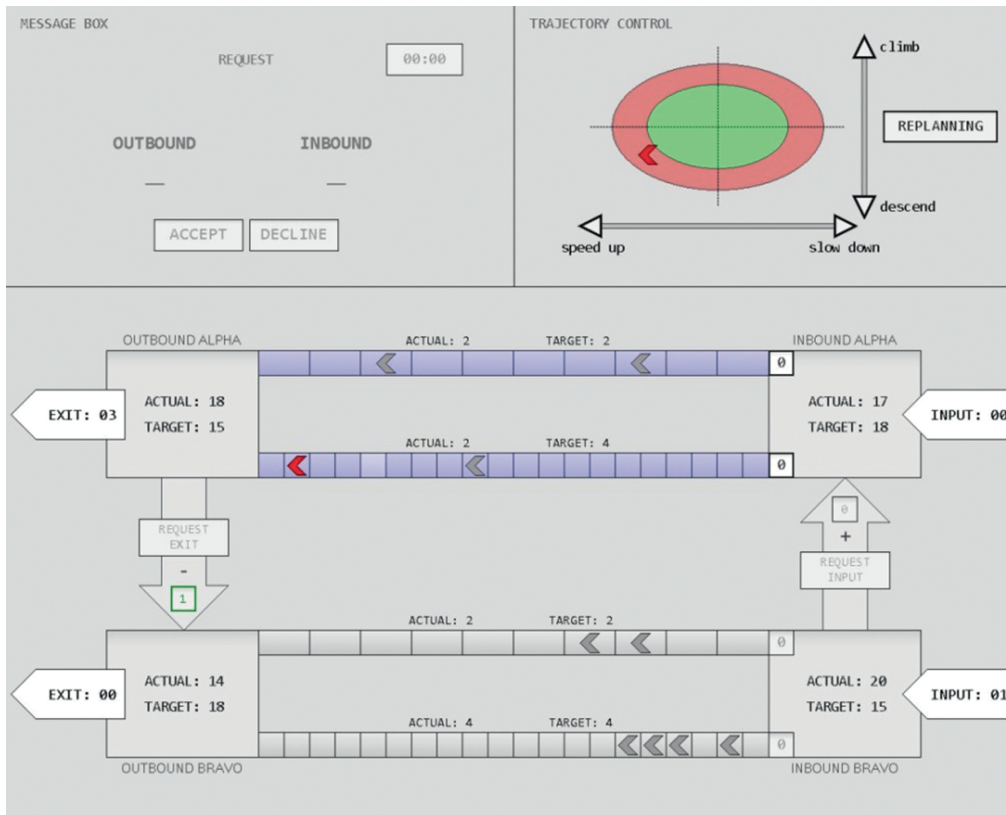 MESSAGE BOX
REQUEST 00:00
OUTBOUND INBOUND
— —
ACCEPT DECLINE
TRAJECTORY CONTROL
climb
REPLANNING
descend
speed up slow down
OUTBOUND ALPHA
ACTUAL: 2 TARGET: 2
INBOUND ALPHA
0
EXIT: 03
ACTUAL: 18
TARGET: 15
ACTUAL: 17
TARGET: 18
INPUT: 00
ACTUAL: 2 TARGET: 4
0
REQUEST
EXIT
-
1
0
+
REQUEST
INPUT
ACTUAL: 2 TARGET: 2
0
EXIT: 00
ACTUAL: 14
TARGET: 18
ACTUAL: 20
TARGET: 15
INPUT: 01
ACTUAL: 4 TARGET: 4
0
OUTBOUND BRAVO
INBOUND BRAVO